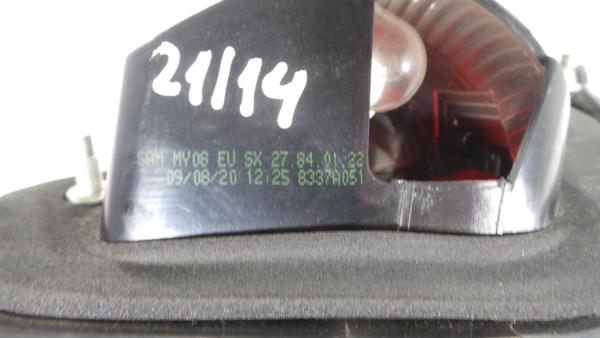 21/14
SAM MY08 EU SX 27.84.01.22
09/08/20 12:25 8337A051